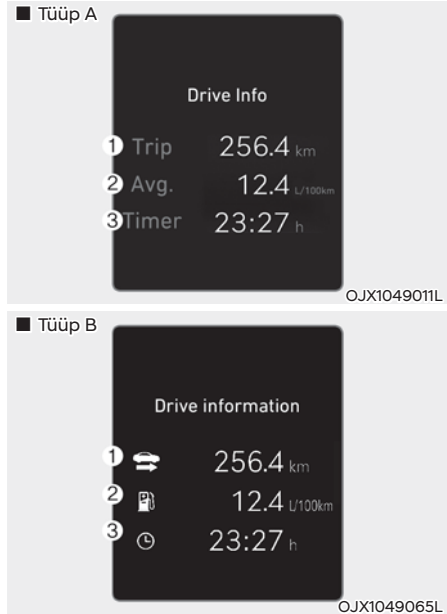 ■ Tüüp A
Drive Info
1 Trip 256.4 km
2 Avg. 12.4 L/100km
3 Timer 23:27 h
OJX1049011L
■ Tüüp B
Drive information
1 256.4 km
2 12.4 L/100km
3 23:27 h
OJX1049065L